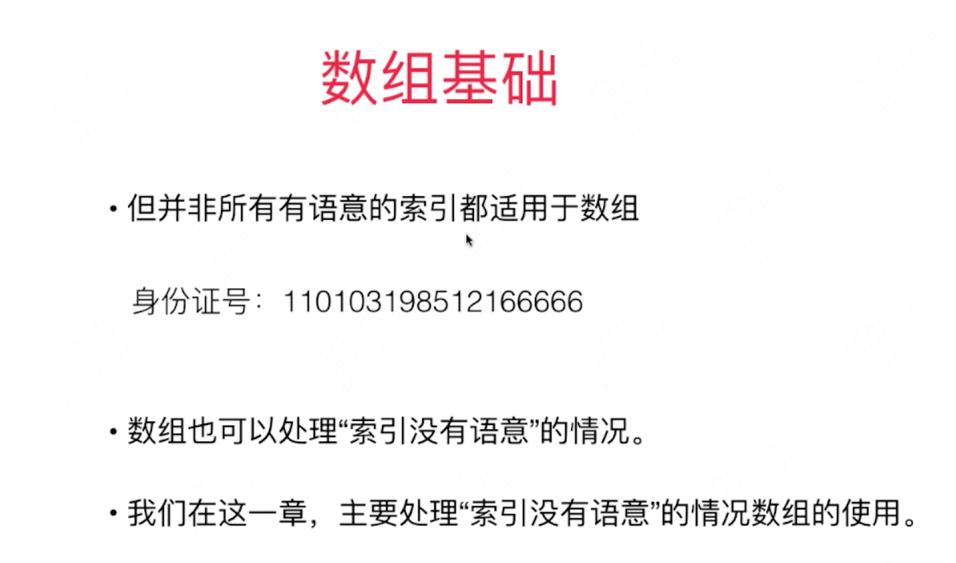 数组基础
• 但并非所有有语意的索引都适用于数组
身份证号：110103198512166666
• 数组也可以处理“索引没有语意”的情况。
• 我们在这一章，主要处理“索引没有语意”的情况数组的使用。